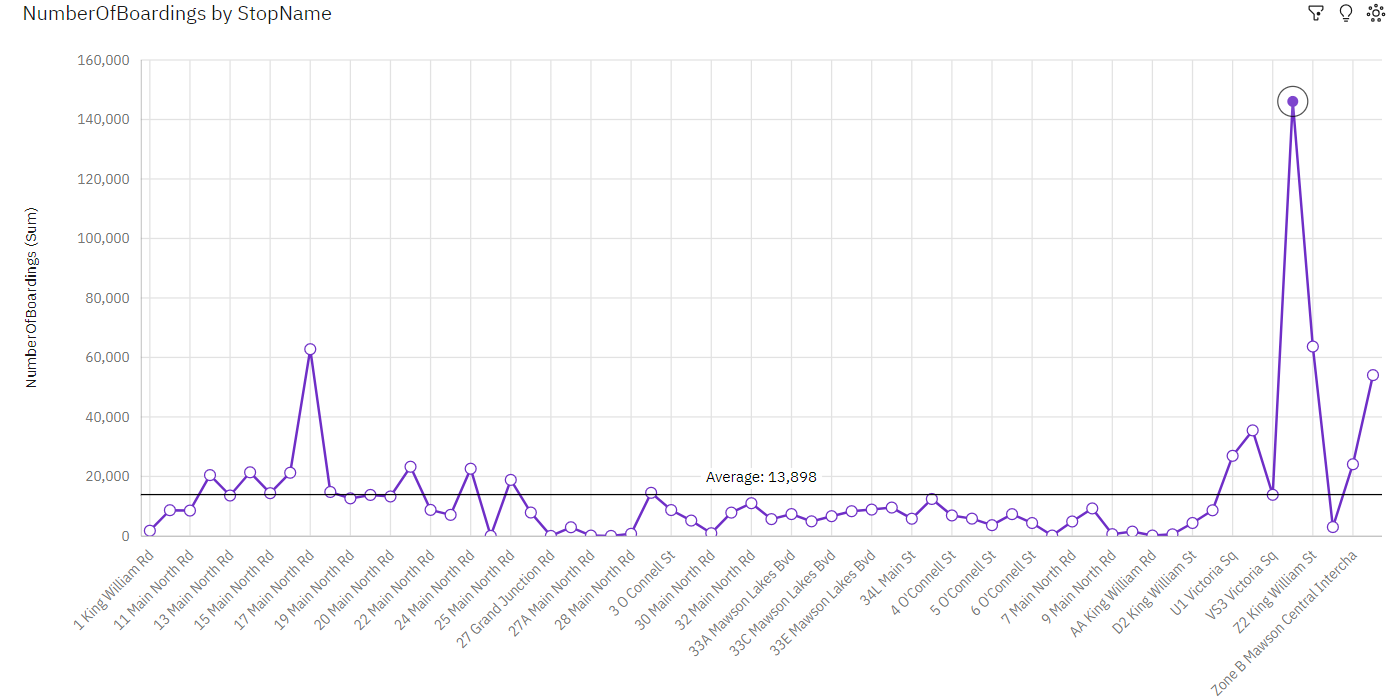 NumberOfBoardings by StopName
NumberOfBoardings (Sum)
160,000
140,000
120,000
100,000
80,000
60,000
40,000
20,000
0
Average: 13,898
1 King William Rd
11 Main North Rd
13 Main North Rd
15 Main North Rd
17 Main North Rd
19 Main North Rd
20 Main North Rd
22 Main North Rd
24 Main North Rd
25 Main North Rd
27 Grand Junction Rd
27A Main North Rd
28 Main North Rd
3 O Connell St
30 Main North Rd
32 Main North Rd
33A Mawson Lakes Bvd
33C Mawson Lakes Bvd
33E Mawson Lakes Bvd
34L Main St
4 O'Connell St
5 O'Connell St
6 O'Connell St
7 Main North Rd
9 Main North Rd
AA King William Rd
D2 King William St
U1 Victoria Sq
VS3 Victoria Sq
Z2 King William St
Zone B Mawson Central Intercha